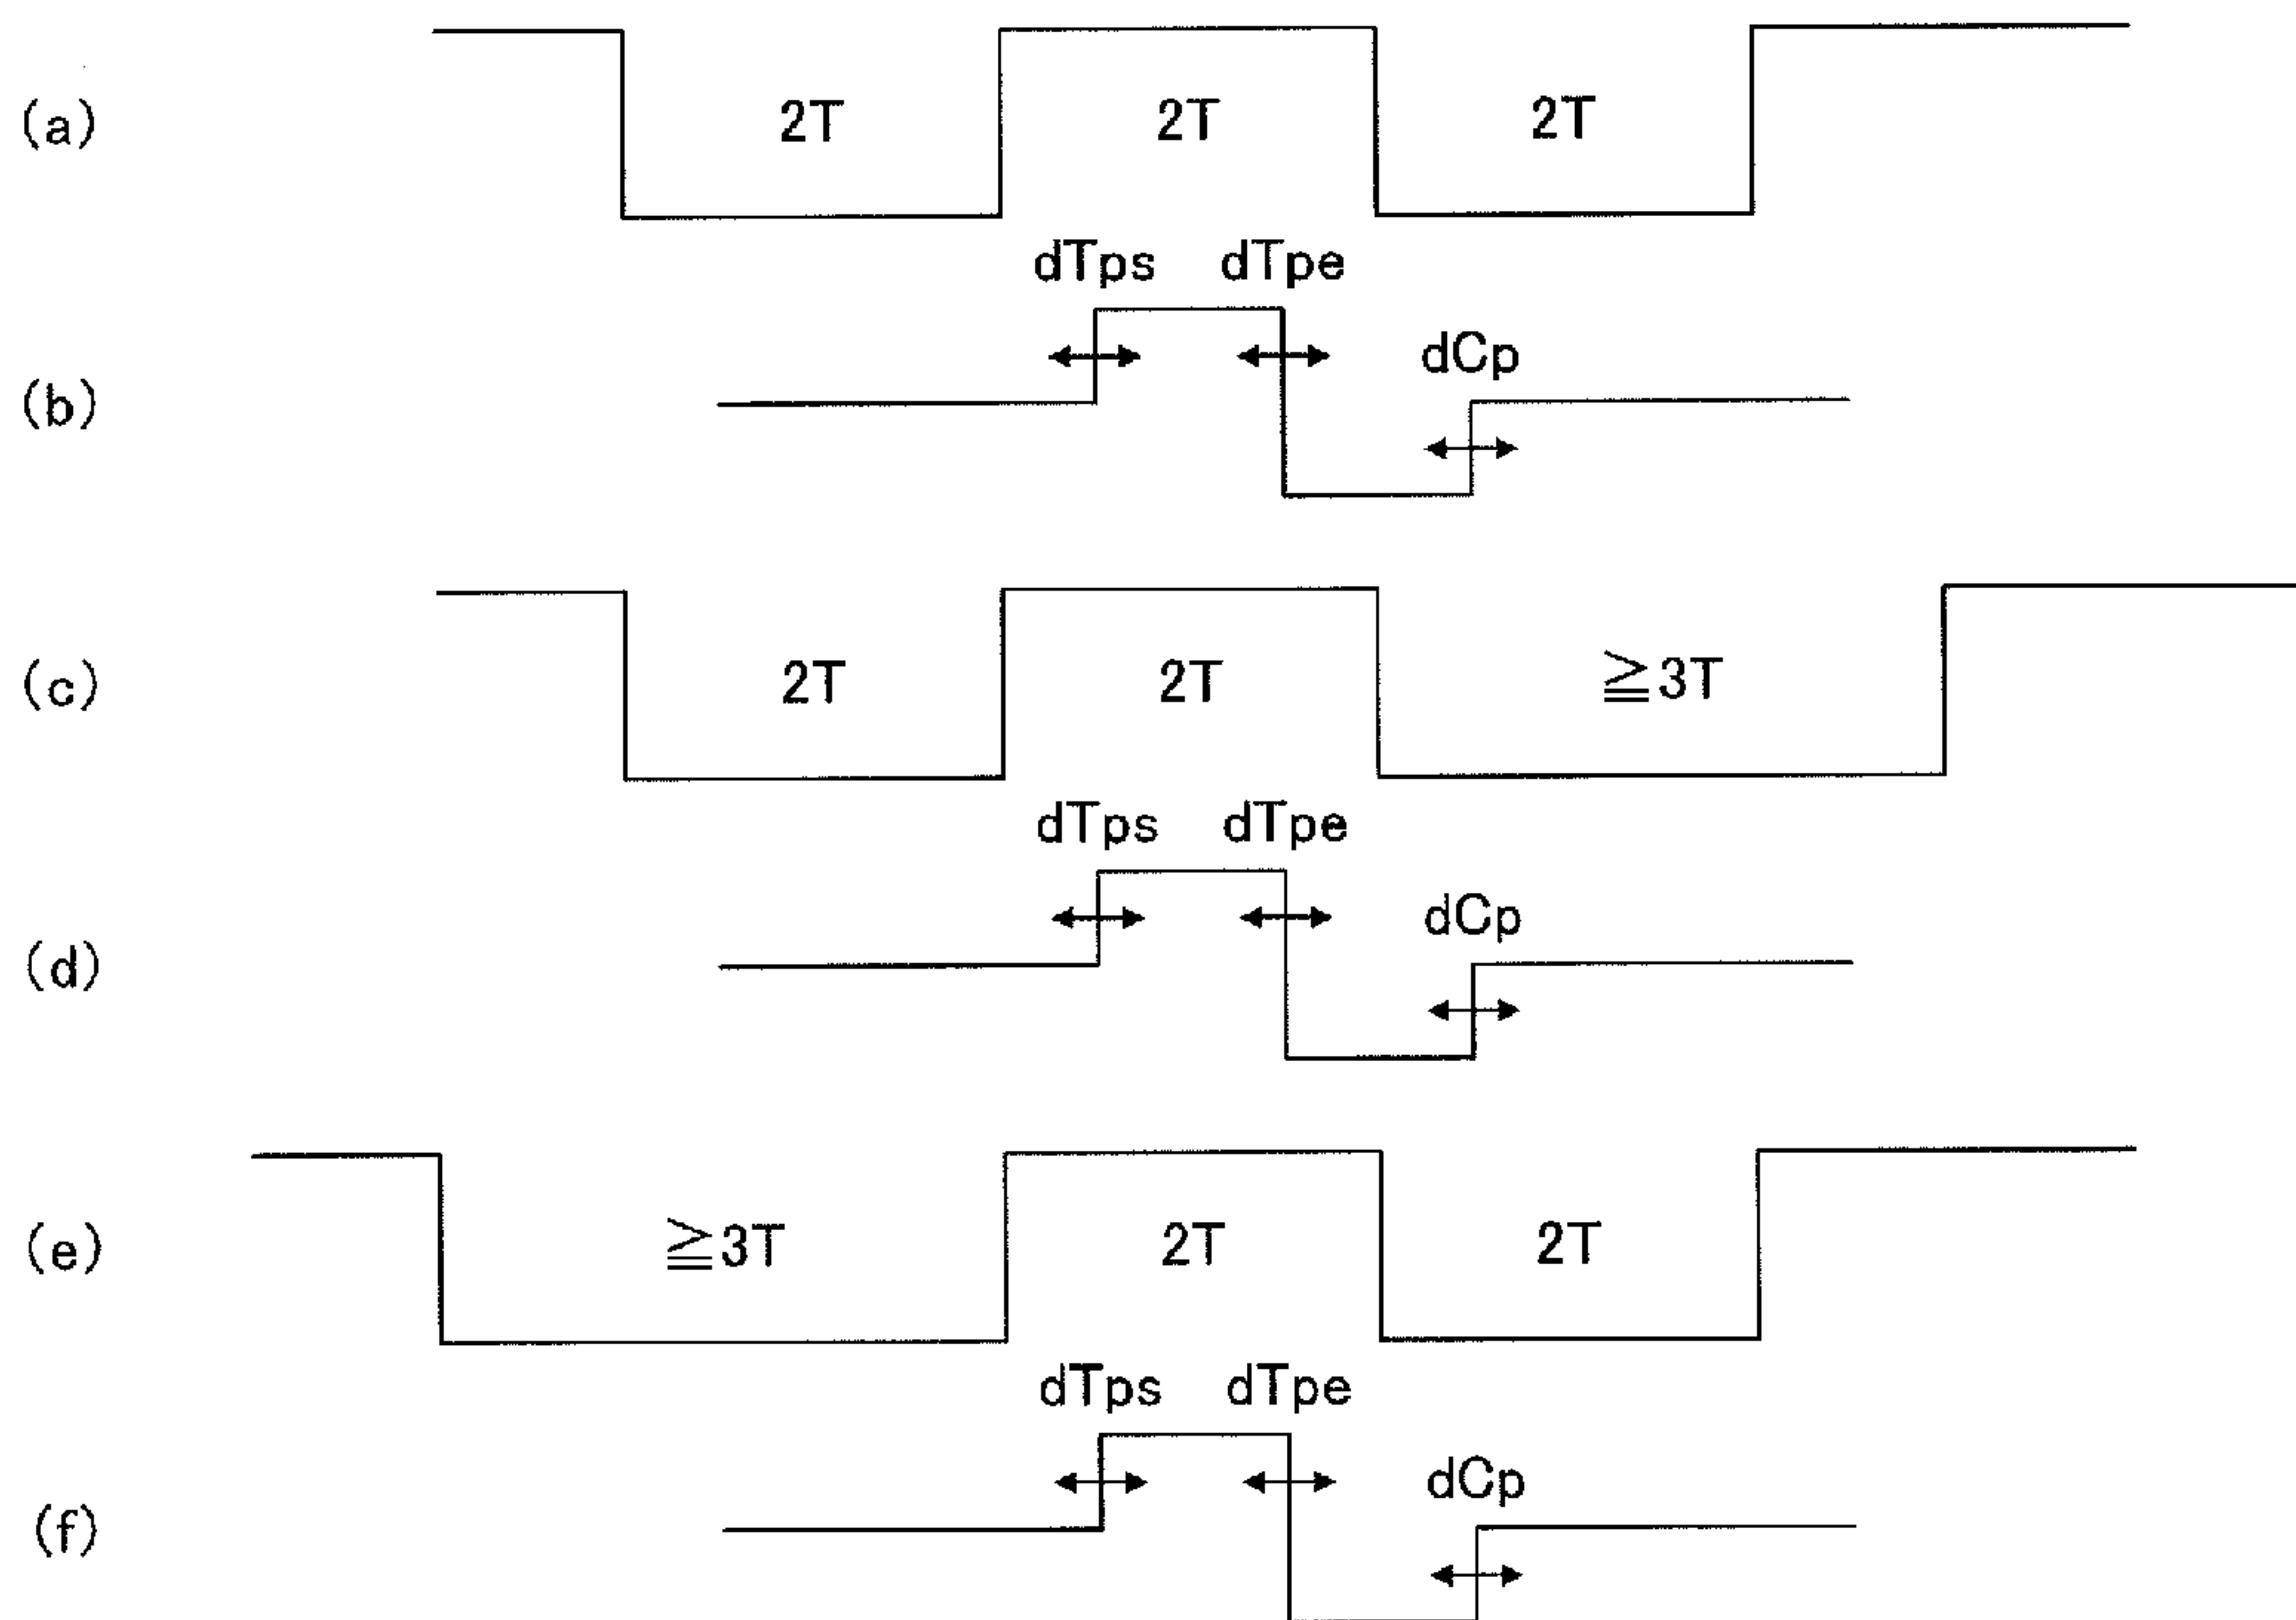 (a) 2T 2T 2T
dTps dTpe
(b) dCp
(c) 2T 2T ≧3T
dTps dTpe
(d) dCp
(e) ≧3T 2T 2T
dTps dTpe
(f) dCp